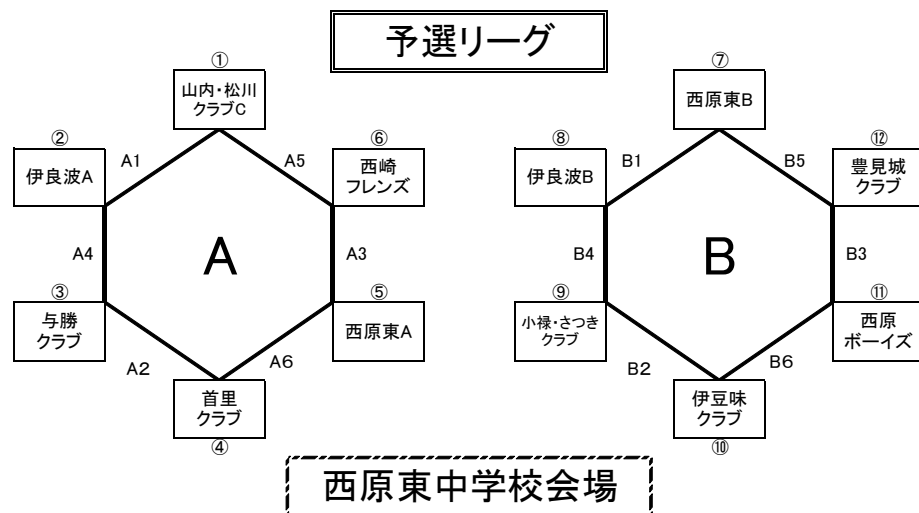 予選リーグ
①
山内・松川
クラブC
②
伊良波A
A1
A5
⑥
西崎
フレンズ
A4
A
A3
③
与勝
クラブ
⑤
西原東A
A2
A6
首里
クラブ
④
⑦
西原東B
⑧
伊良波B
B1
B5
⑫
豊見城
クラブ
B4
B
B3
⑨
小禄・さつき
クラブ
⑪
西原
ボーイズ
B2
B6
伊豆味
クラブ
⑩
西原東中学校会場